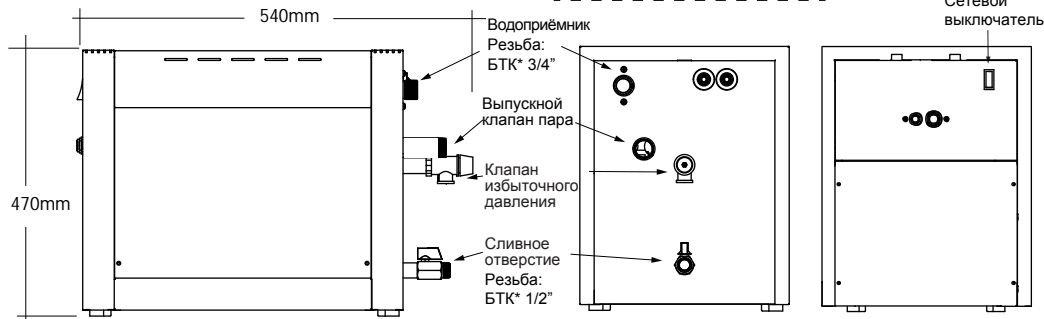 540mm
470mm
Водоприёмник
Резьба:
БТК* 3/4”
Выпускной
клапан пара
Клапан
избыточного
давления
Сливное
отверстие
Резьба:
БТК* 1/2”
Сетевой
выключатель